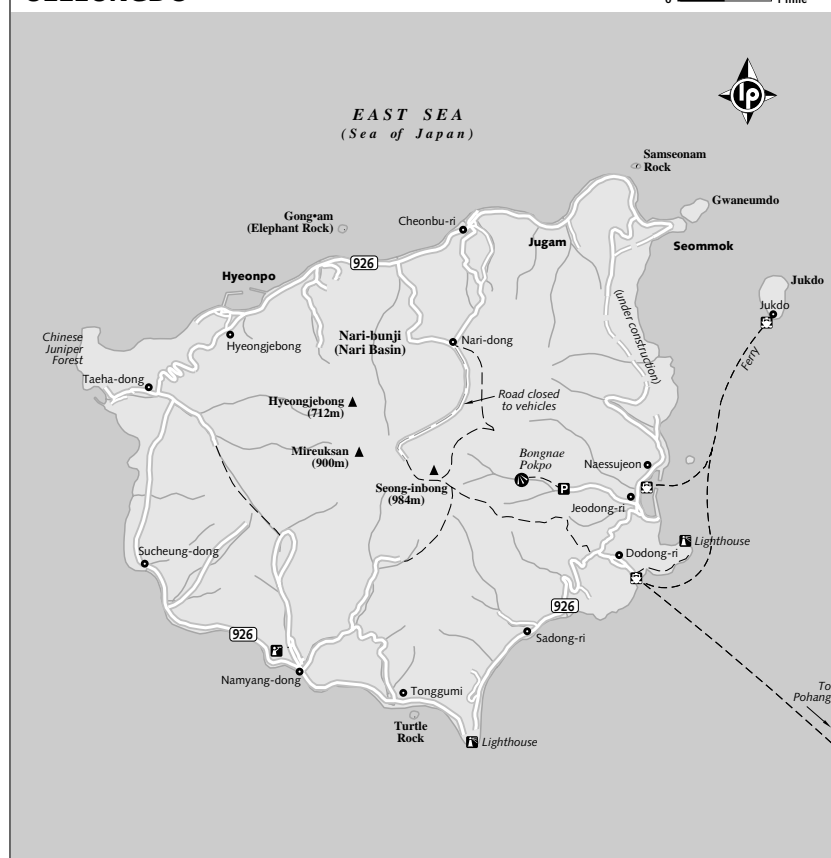 ULLEUNGDO
0 1 mile
lp
EAST SEA
(Sea of Japan)
Samseonam
Rock
Gwaneumdo
Gong•am
(Elephant Rock)
Cheonbu-ri
Jugam
Seommok
926
Hyeonpo
Jukdo
Jukdo
(under construction)
Chinese
Juniper
Forest
Hyeongjebong
Nari-bunji
(Nari Basin)
Nari-dong
Ferry
Taeha-dong
Hyeongjebong
(712m)
Road closed
to vehicles
Mireuksan
(900m)
Bongnae
Pokpo
Naessujeon
Seong-inbong
(984m)
P
Jeodong-ri
Lighthouse
Sucheung-dong
Dodong-ri
926
926
Sadong-ri
Namyang-dong
Tonggumi
To
Pohang
Turtle
Rock
Lighthouse